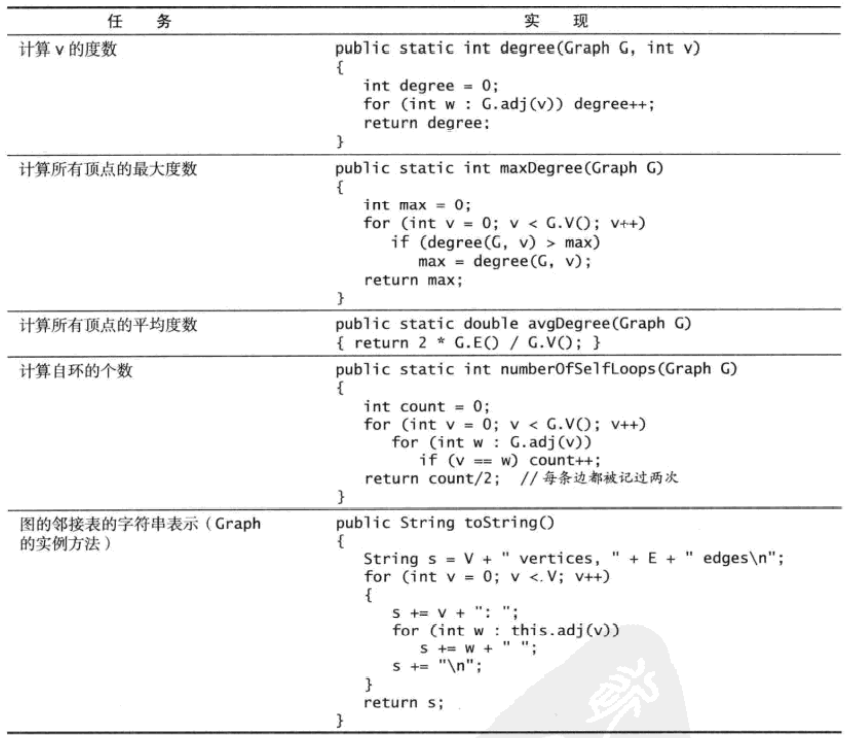 任 务 实 现
计算 v 的度数 public static int degree(Graph G, int v)
{
int degree = 0;
for (int w : G.adj(v)) degree++;
return degree;
}
计算所有顶点的最大度数 public static int maxDegree(Graph G)
{
int max = 0;
for (int v = 0; v < G.V(); v++)
if (degree(G, v) > max)
max = degree(G, v);
return max;
}
计算所有顶点的平均度数 public static double avgDegree(Graph G)
{ return 2 * G.E() / G.V(); }
计算自环的个数 public static int numberOfSelfLoops(Graph G)
{
int count = 0;
for (int v = 0; v < G.V(); v++)
for (int w : G.adj(v))
if (v == w) count++;
return count/2; // 每条边都被记过两次
}
图的邻接表的字符串表示（Graph public String toString()
的实例方法） {
String s = V + " vertices, " + E + " edges\n";
for (int v = 0; v < V; v++)
{
s += v + ": ";
for (int w : this.adj(v))
s += w + " ";
s += "\n";
}
return s;
}